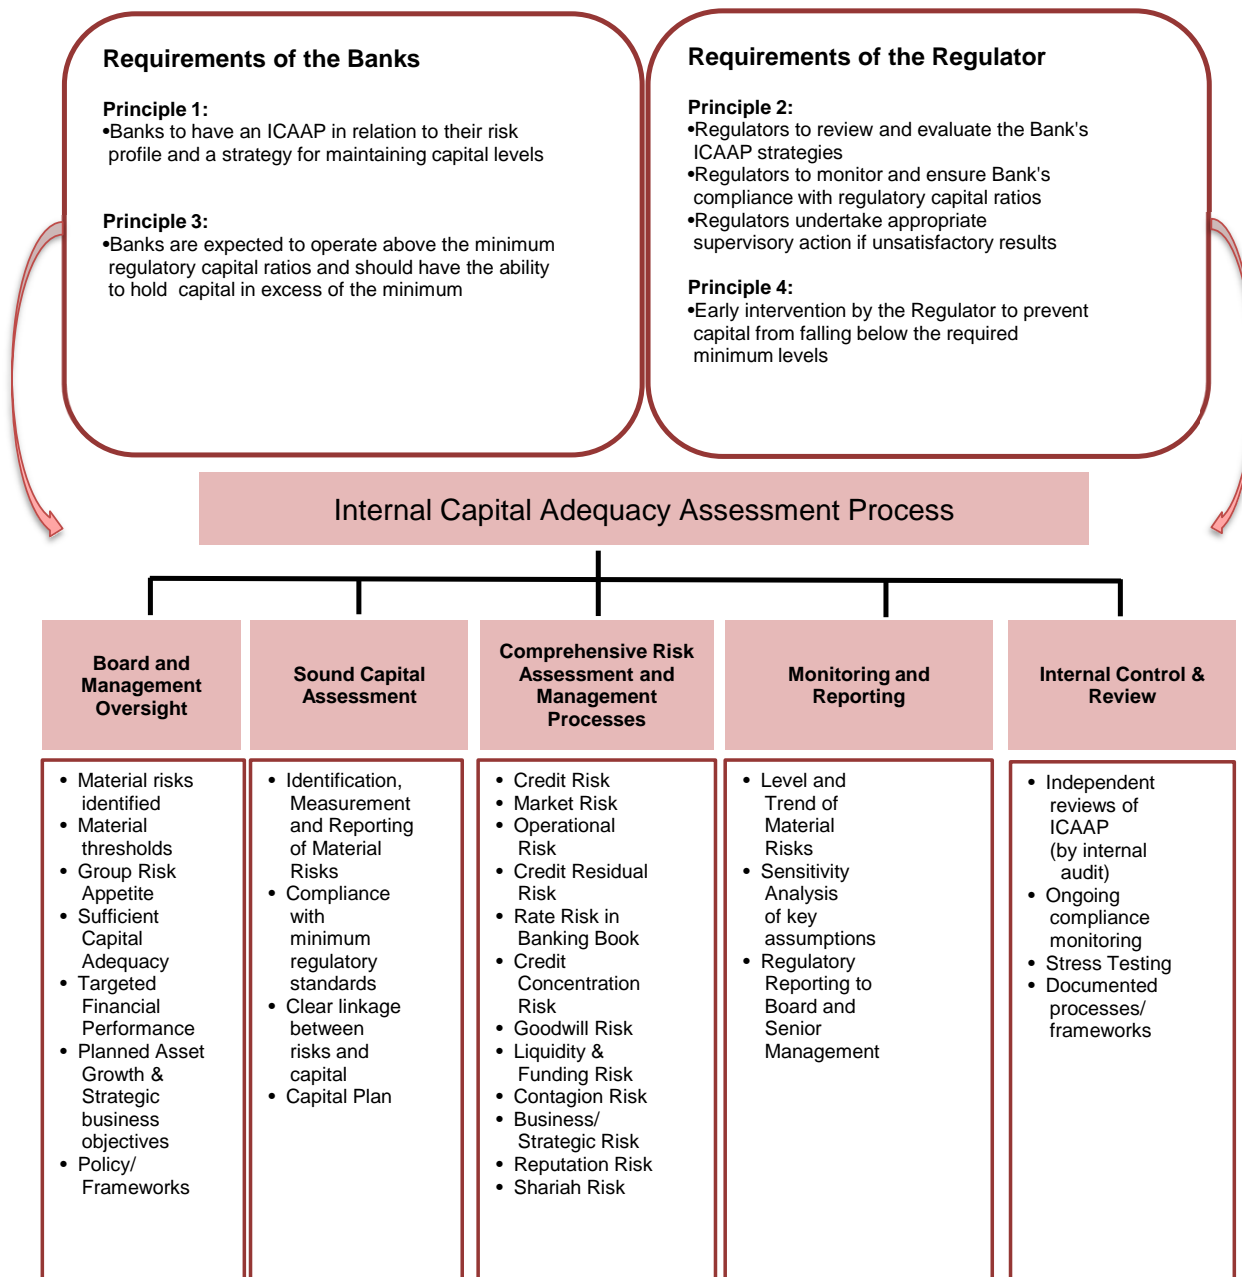 Requirements of the Banks
Principle 1:
•Banks to have an ICAAP in relation to their risk
profile and a strategy for maintaining capital levels
Principle 3:
•Banks are expected to operate above the minimum
regulatory capital ratios and should have the ability
to hold  capital in excess of the minimum
Requirements of the Regulator
Principle 2:
•Regulators to review and evaluate the Bank's
ICAAP strategies
•Regulators to monitor and ensure Bank's
compliance with regulatory capital ratios
•Regulators undertake appropriate
supervisory action if unsatisfactory results
Principle 4:
•Early intervention by the Regulator to prevent
capital from falling below the required
minimum levels
Internal Capital Adequacy Assessment Process
Board and
Management
Oversight
• Material risks
identified
• Material
thresholds
• Group Risk
Appetite
• Sufficient
Capital
Adequacy
• Targeted
Financial
Performance
• Planned Asset
Growth &
Strategic
business
objectives
• Policy/
Frameworks
Sound Capital
Assessment
• Identification,
Measurement
and Reporting
of Material
Risks
• Compliance
with
minimum
regulatory
standards
• Clear linkage
between
risks and
capital
• Capital Plan
Comprehensive Risk
Assessment and
Management
Processes
• Credit Risk
• Market Risk
• Operational
Risk
• Credit Residual
Risk
• Rate Risk in
Banking Book
• Credit
Concentration
Risk
• Goodwill Risk
• Liquidity &
Funding Risk
• Contagion Risk
• Business/
Strategic Risk
• Reputation Risk
• Shariah Risk
Monitoring and
Reporting
• Level and
Trend of
Material
Risks
• Sensitivity
Analysis
of key
assumptions
• Regulatory
Reporting to
Board and
Senior
Management
Internal Control &
Review
• Independent
reviews of
ICAAP
(by internal
audit)
• Ongoing
compliance
monitoring
• Stress Testing
• Documented
processes/
frameworks